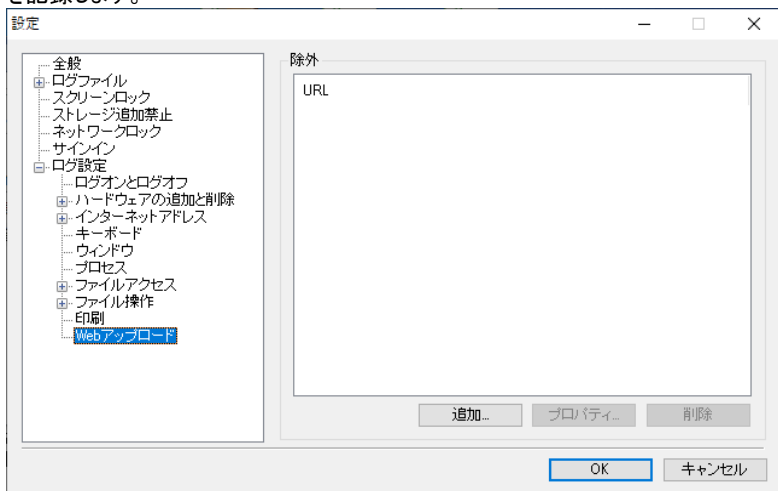 を記録します。
設定
全般
ログファイル
スクリーンロック
ストレージ追加禁止
ネットワークロック
サインイン
ログ設定
ログオンとログオフ
ハードウェアの追加と削除
インターネットアドレス
キーボード
ウィンドウ
プロセス
ファイルアクセス
ファイル操作
印刷
Webアップロード
除外
URL
追加...
プロパティ...
削除
OK
キャンセル